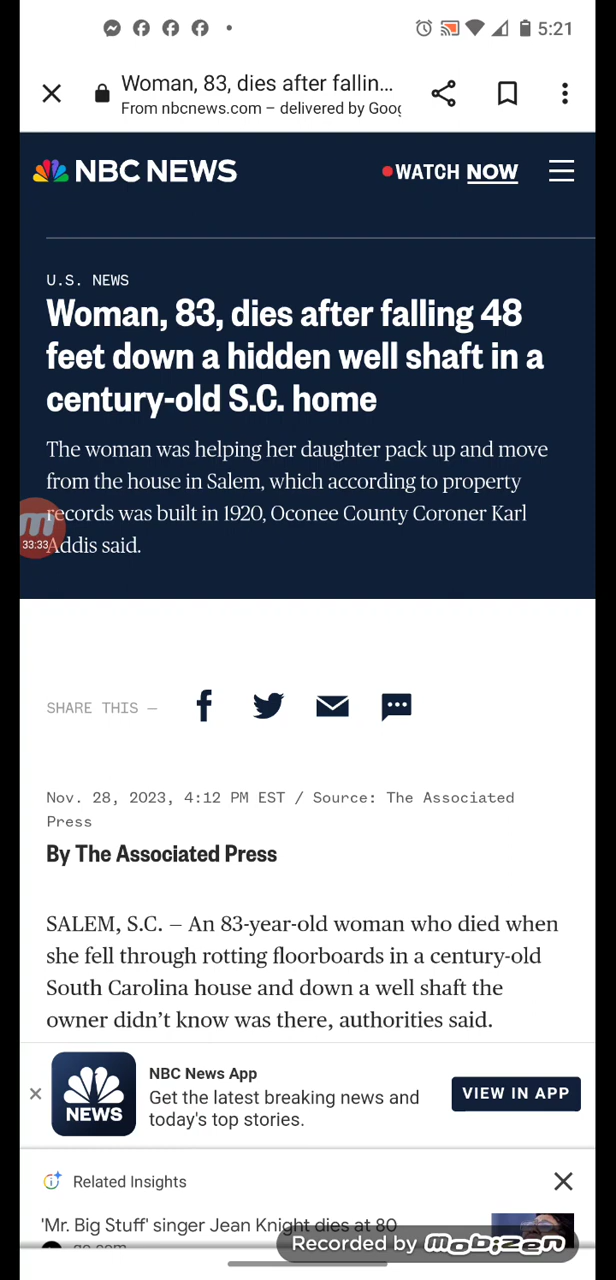 5:21
Woman, 83, dies after fallin...
From nbcnews.com – delivered by Goog
NBC NEWS
WATCH NOW
U.S. NEWS
Woman, 83, dies after falling 48
feet down a hidden well shaft in a
century-old S.C. home
The woman was helping her daughter pack up and move
from the house in Salem, which according to property
records was built in 1920, Oconee County Coroner Karl
33:33
Addis said.
SHARE THIS —
Nov. 28, 2023, 4:12 PM EST / Source: The Associated
Press
By The Associated Press
SALEM, S.C. — An 83-year-old woman who died when
she fell through rotting floorboards in a century-old
South Carolina house and down a well shaft the
owner didn't know was there, authorities said.
NBC News App
Get the latest breaking news and
today's top stories.
NEWS
VIEW IN APP
Related Insights
'Mr. Big Stuff' singer Jean Knight dies at 80
Recorded by mobizen